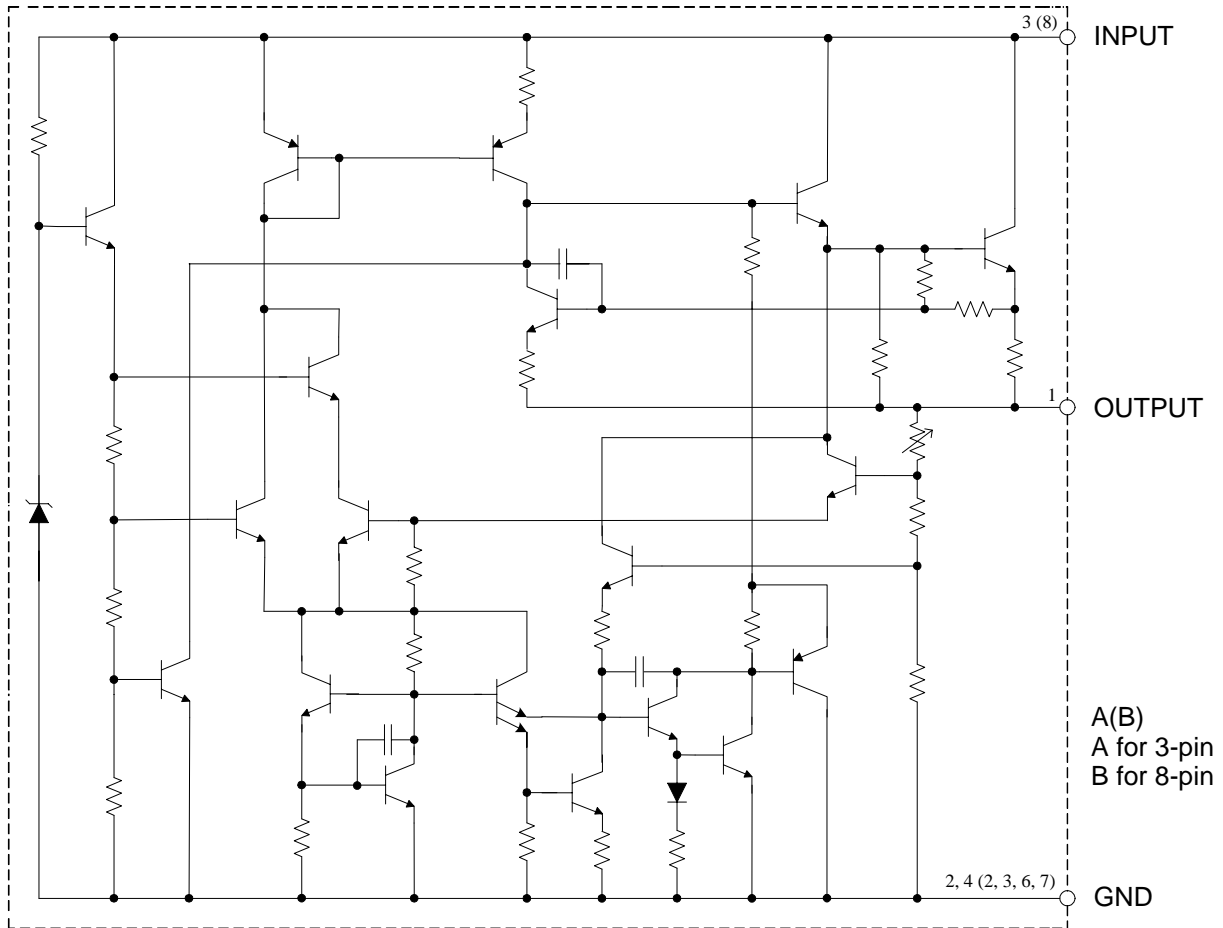 3 (8)
INPUT
1
OUTPUT
A(B)
A for 3-pin
B for 8-pin
2, 4 (2, 3, 6, 7)
GND